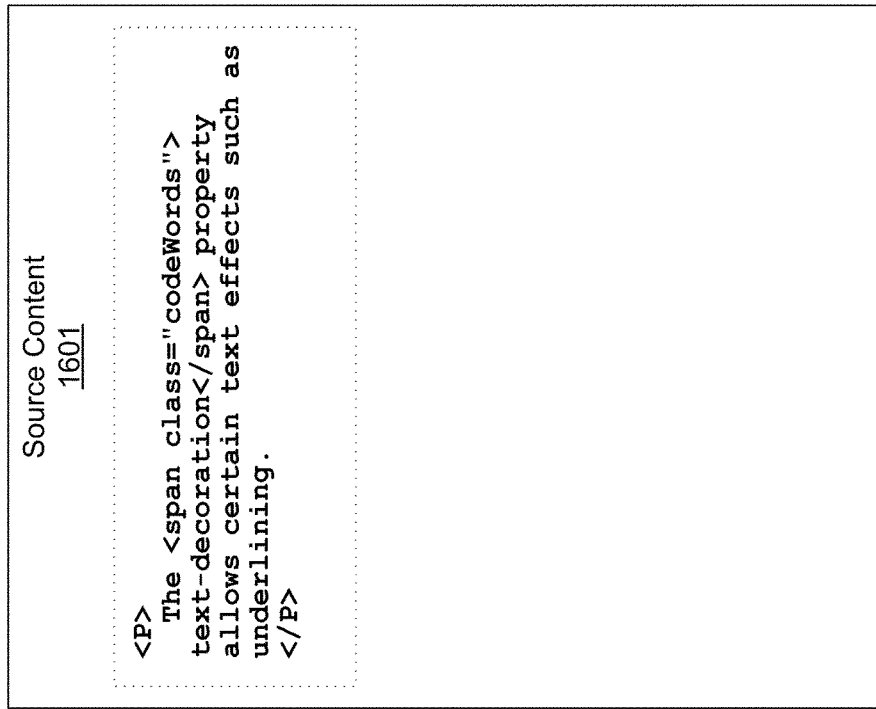 Source Content
1601
<P>
  The <span class="codeWords">
text-decoration</span> property
allows certain text effects such as
underlining.
</P>